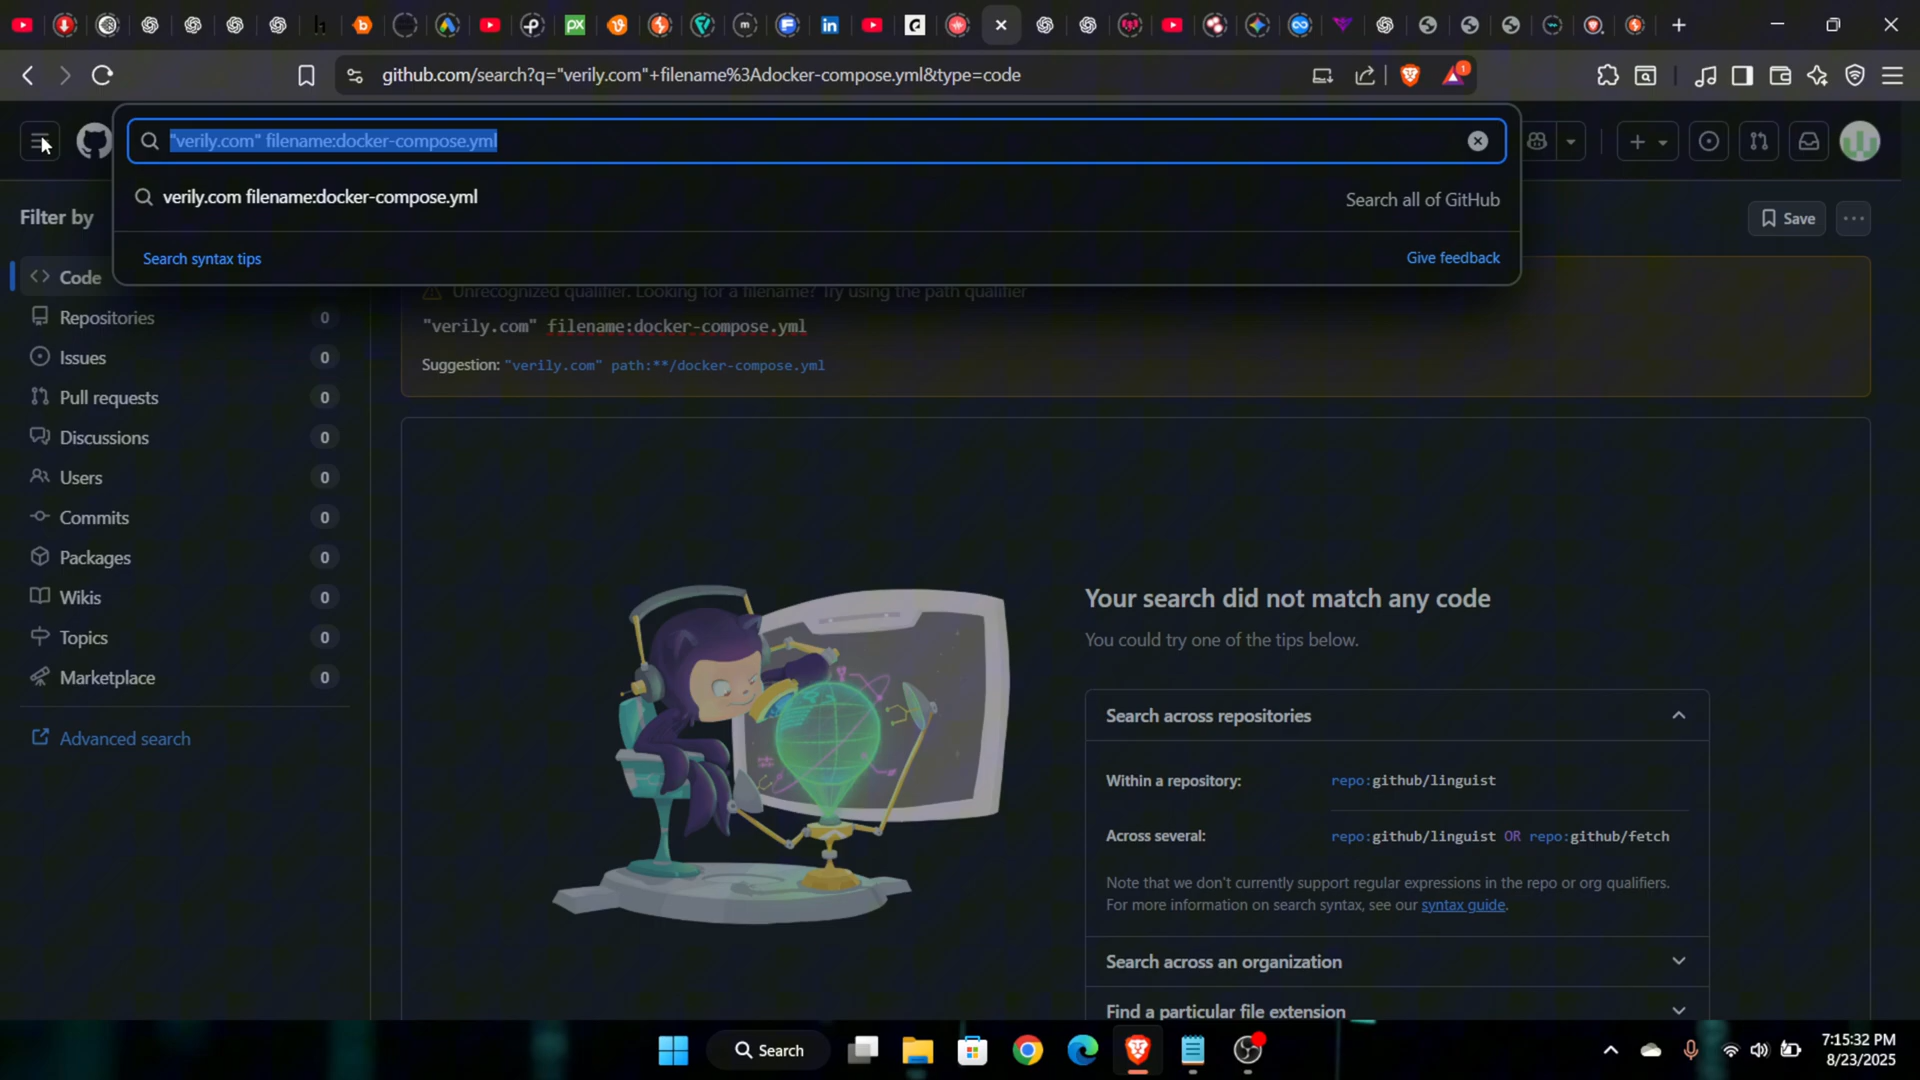 github.com/search?q="verily.com"+filename%3Adocker-compose.yml&type=code
1
"verily.com" filename:docker-compose.yml
verily.com filename:docker-compose.yml
Search all of GitHub
Search syntax tips
Give feedback
Filter by
Save
Code
Repositories 0
Issues 0
Pull requests 0
Discussions 0
Users 0
Commits 0
Packages 0
Wikis 0
Topics 0
Marketplace 0
Advanced search
Unrecognized qualifier. Looking for a filename? Try using the path qualifier
"verily.com" filename:docker-compose.yml
Suggestion: "verily.com" path:**/docker-compose.yml
Your search did not match any code
You could try one of the tips below.
Search across repositories
Within a repository: repo:github/linguist
Across several: repo:github/linguist OR repo:github/fetch
Note that we don't currently support regular expressions in the repo or org qualifiers.
For more information on search syntax, see our syntax guide.
Search across an organization
Find a particular file extension
Search
7:15:32 PM
8/23/2025